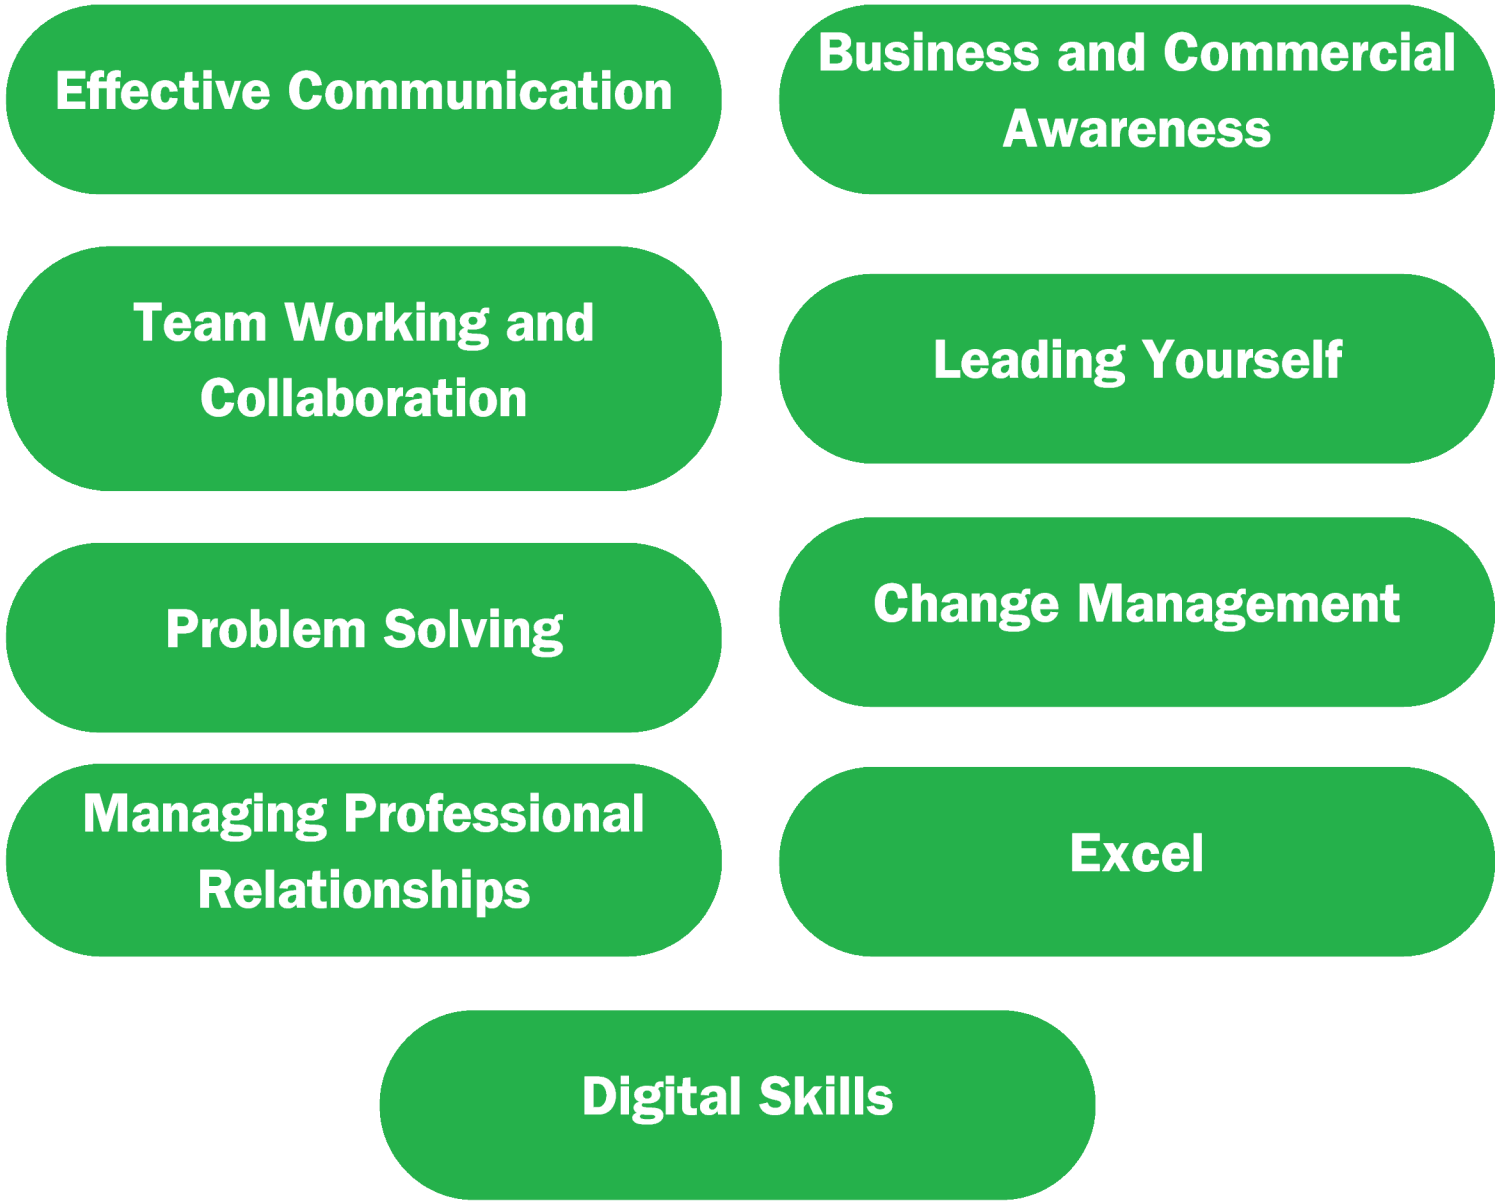 Effective Communication
Business and Commercial
Awareness
Team Working and
Collaboration
Leading Yourself
Problem Solving
Change Management
Managing Professional
Relationships
Excel
Digital Skills